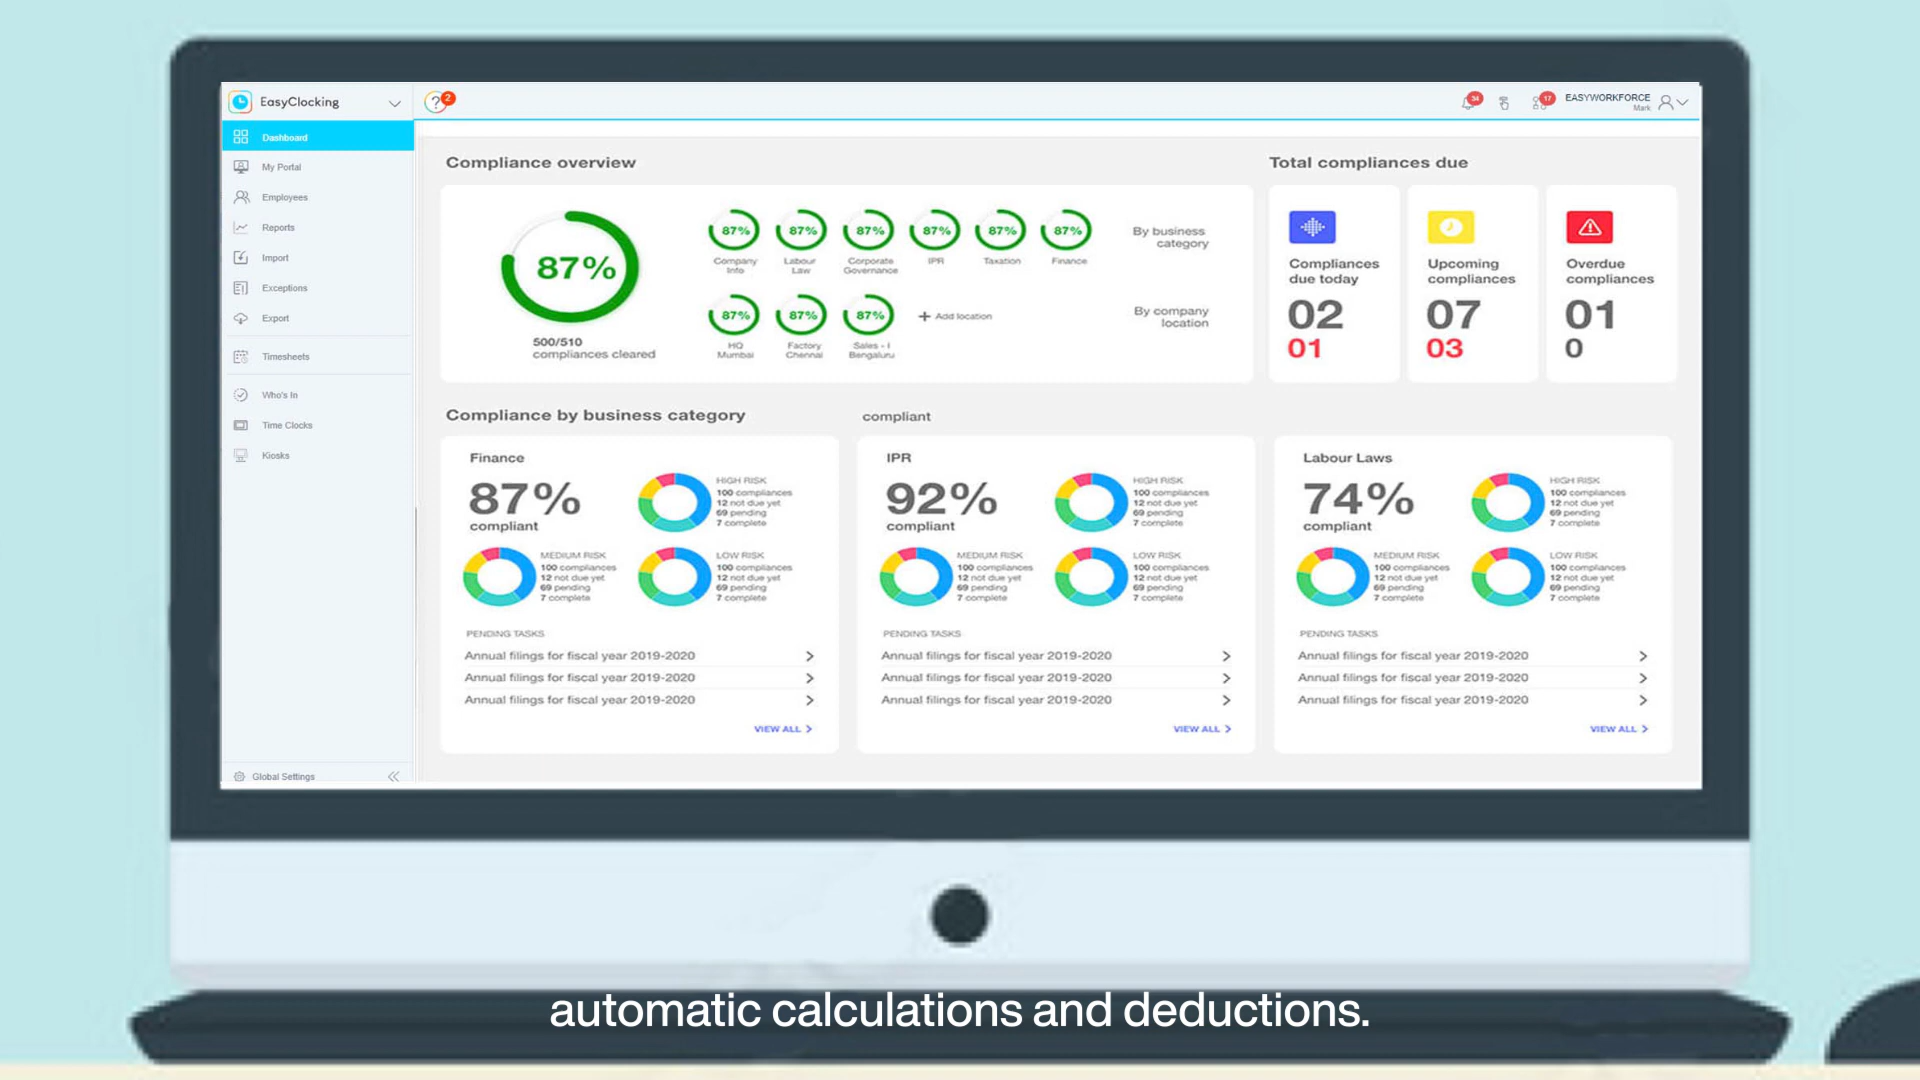 EasyClocking
?
2
34
17
EASYWORKFORCE
Mark
Dashboard
My Portal
Employees
Reports
Import
Exceptions
Export
Timesheets
Who's In
Time Clocks
Kiosks
Global Settings
Compliance overview
87%
500/510
compliances cleared
87% 87% 87% 87% 87% 87%
Company Labour Corporate IPR Taxation Finance
Info Law Governance
By business
category
87% 87% 87%
HQ Factory Sales - I
Mumbai Chennai Bengaluru
+ Add location
By company
location
Total compliances due
Compliances
due today
02
01
Upcoming
compliances
07
03
Overdue
compliances
01
0
Compliance by business category
compliant
Finance
87%
compliant
HIGH RISK
100 compliances
12 not due yet
69 pending
7 complete
MEDIUM RISK
100 compliances
12 not due yet
69 pending
7 complete
LOW RISK
100 compliances
12 not due yet
69 pending
7 complete
PENDING TASKS
Annual filings for fiscal year 2019-2020
Annual filings for fiscal year 2019-2020
Annual filings for fiscal year 2019-2020
VIEW ALL
IPR
92%
compliant
HIGH RISK
100 compliances
12 not due yet
69 pending
7 complete
MEDIUM RISK
100 compliances
12 not due yet
69 pending
7 complete
LOW RISK
100 compliances
12 not due yet
69 pending
7 complete
PENDING TASKS
Annual filings for fiscal year 2019-2020
Annual filings for fiscal year 2019-2020
Annual filings for fiscal year 2019-2020
VIEW ALL
Labour Laws
74%
compliant
HIGH RISK
100 compliances
12 not due yet
69 pending
7 complete
MEDIUM RISK
100 compliances
12 not due yet
69 pending
7 complete
LOW RISK
100 compliances
12 not due yet
69 pending
7 complete
PENDING TASKS
Annual filings for fiscal year 2019-2020
Annual filings for fiscal year 2019-2020
Annual filings for fiscal year 2019-2020
VIEW ALL
automatic calculations and deductions.